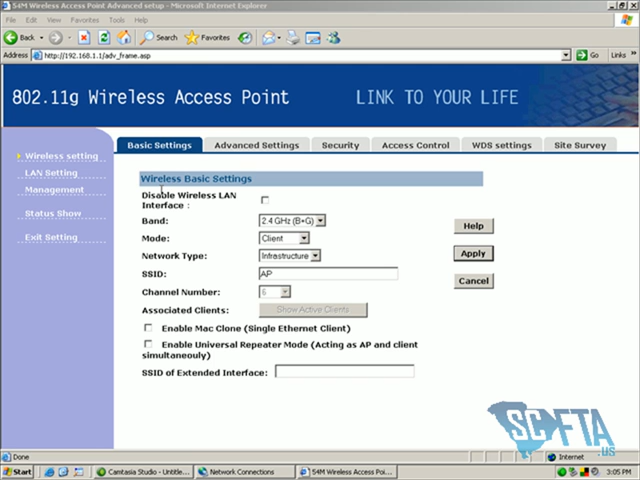 54M Wireless Access Point Advanced setup - Microsoft Internet Explorer
File Edit View Favorites Tools Help
Back Search Favorites
Address http://192.168.1.1/adv_frame.asp Go Links »
802.11g Wireless Access Point LINK TO YOUR LIFE
Basic Settings Advanced Settings Security Access Control WDS settings Site Survey
Wireless setting
LAN Setting
Management
Status Show
Exit Setting
Wireless Basic Settings
Disable Wireless LAN
Interface :
Band: 2.4 GHz (B+G)
Help
Mode: Client
Network Type: Infrastructure
Apply
SSID: AP
Cancel
Channel Number: 6
Associated Clients: Show Active Clients
Enable Mac Clone (Single Ethernet Client)
Enable Universal Repeater Mode (Acting as AP and client
simultaneouly)
SSID of Extended Interface:
SC FTA
.US
Done Internet
Start Camtasia Studio - Untitle... Network Connections 54M Wireless Access Poi... 3:05 PM